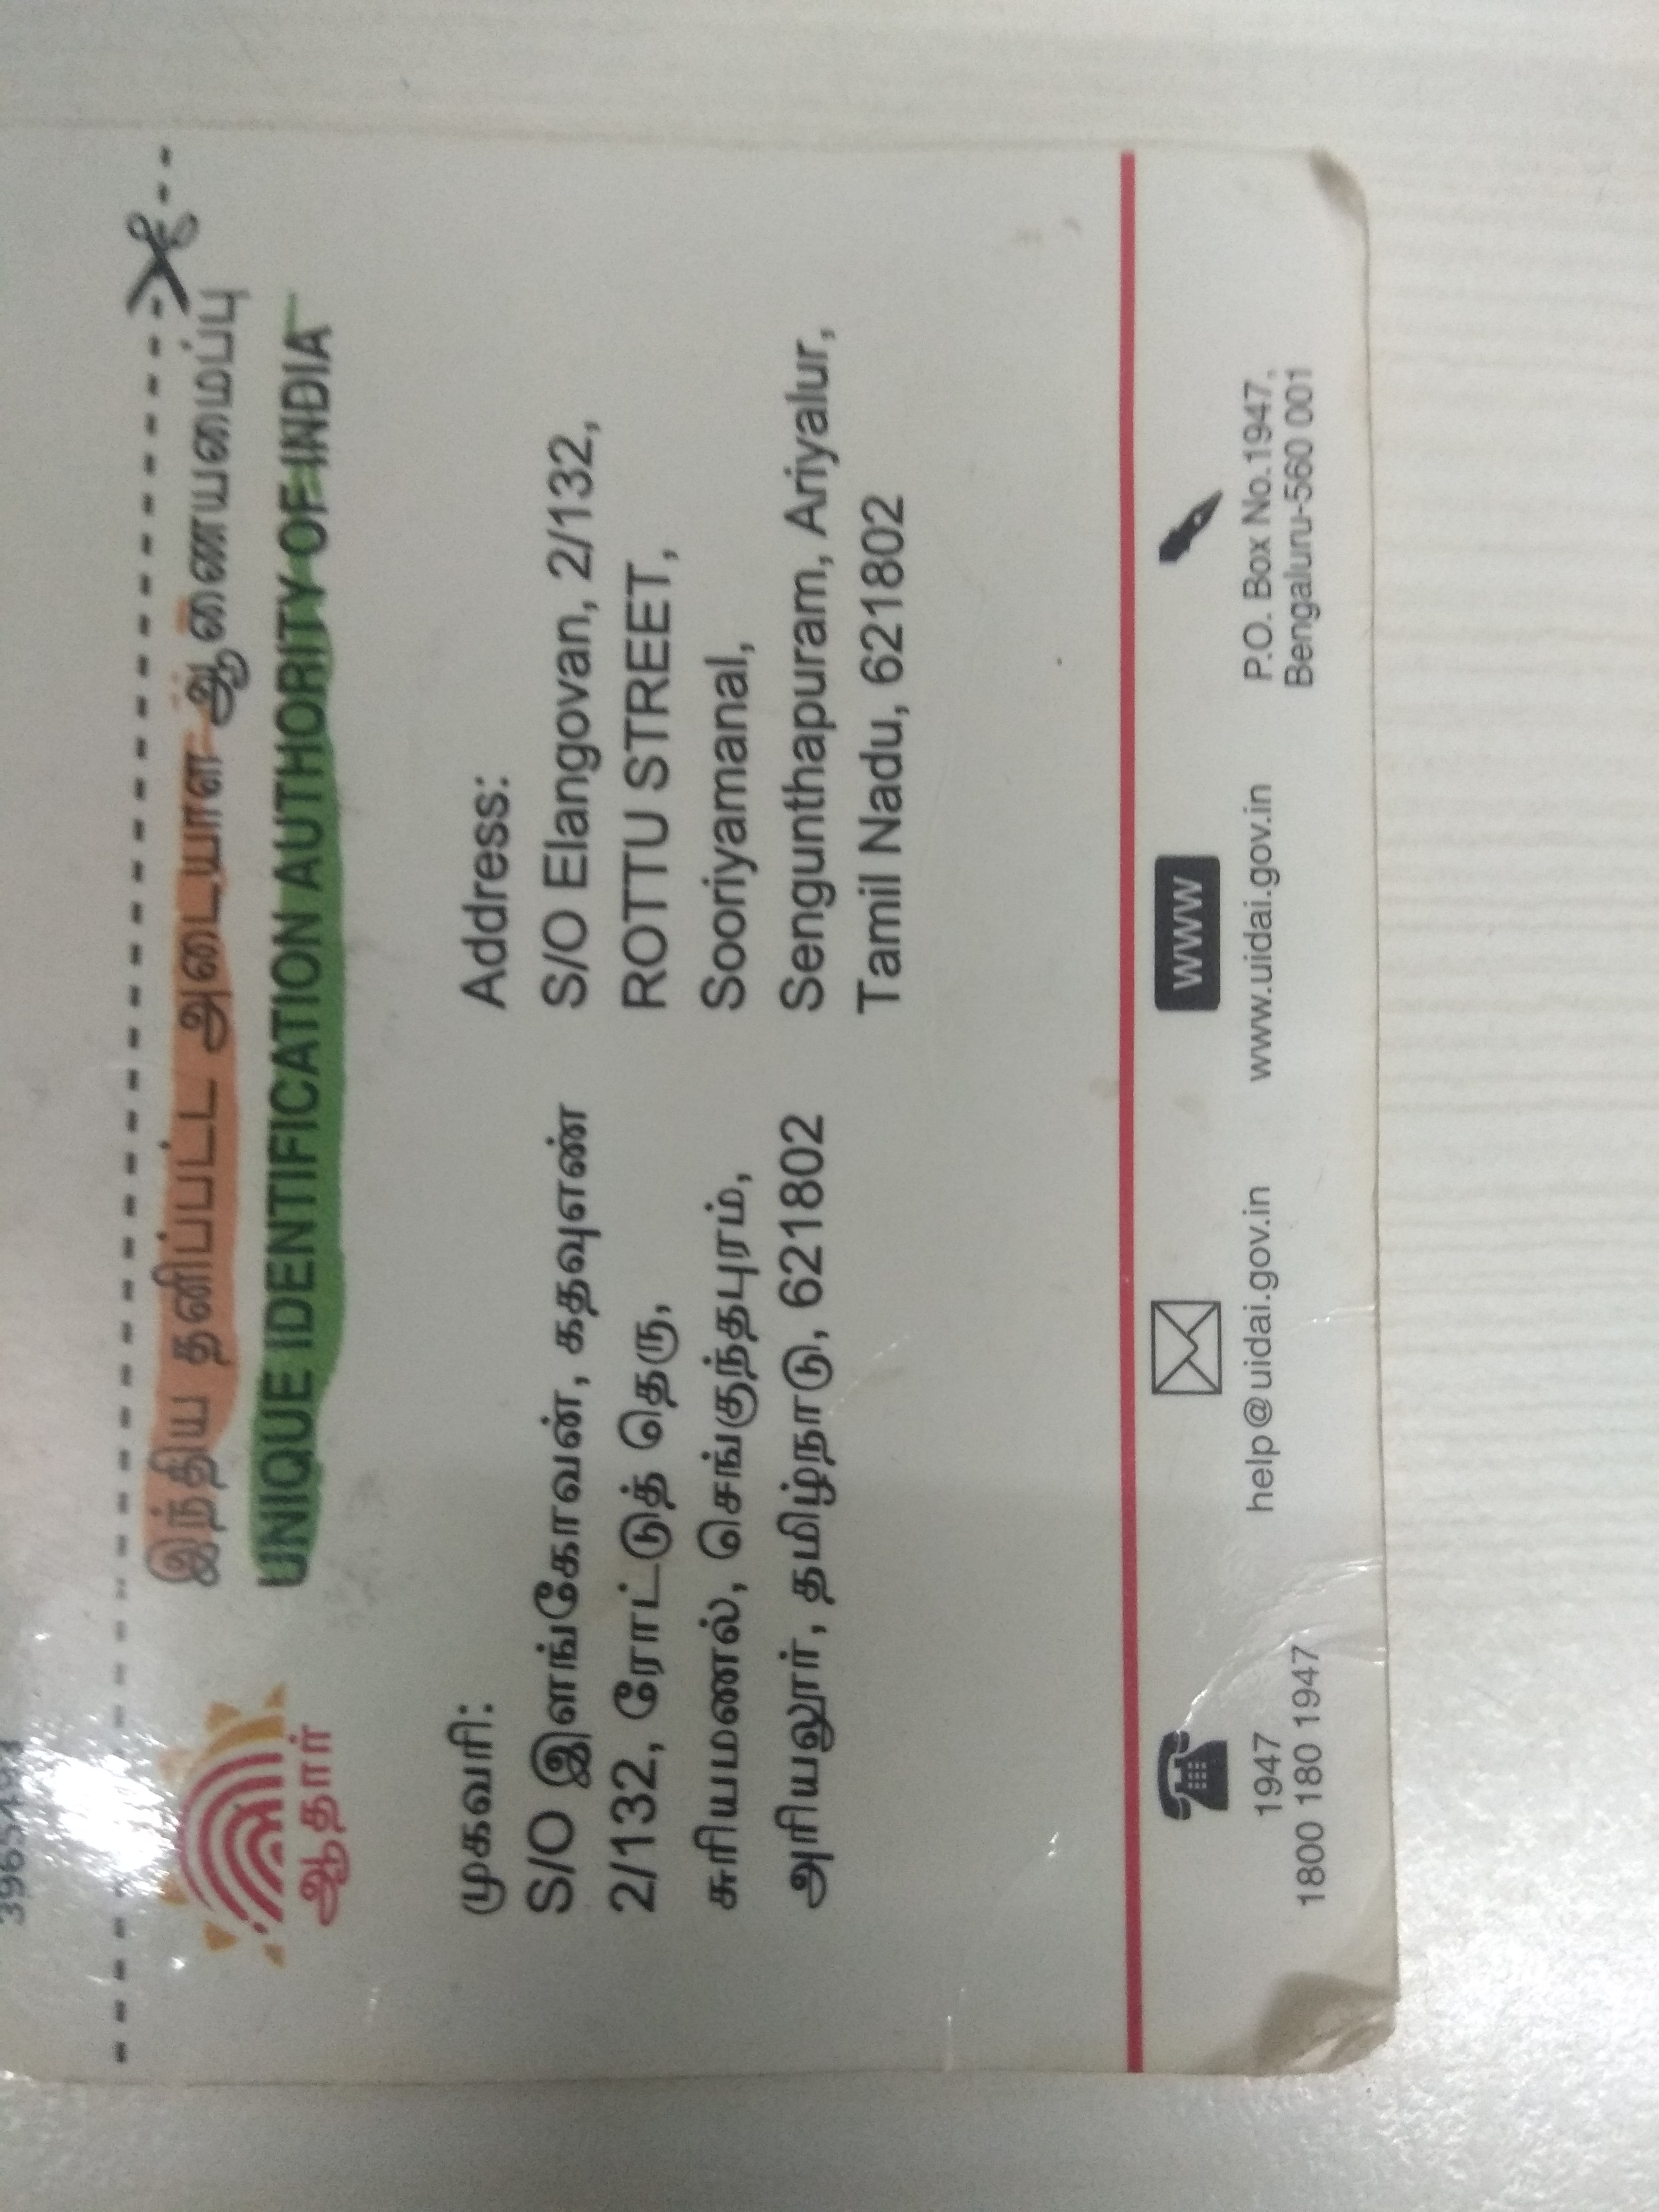 இந்திய தனிப்பட்ட அடையாள ஆணையமைப்பு
UNIQUE IDENTIFICATION AUTHORITY OF INDIA
ஆதார்
முகவரி:
S/O இளங்கோவன், கதவுஎண்
2/132, ரோட்டுத் தெரு,
சுரியமணல், செங்குந்தபுரம்,
அரியலூர், தமிழ்நாடு, 621802
Address:
S/O Elangovan, 2/132,
ROTTU STREET,
Sooriyamanal,
Sengunthapuram, Ariyalur,
Tamil Nadu, 621802
1947
1800 180 1947
help@uidai.gov.in
WWW
www.uidai.gov.in
P.O. Box No.1947,
Bengaluru-560 001